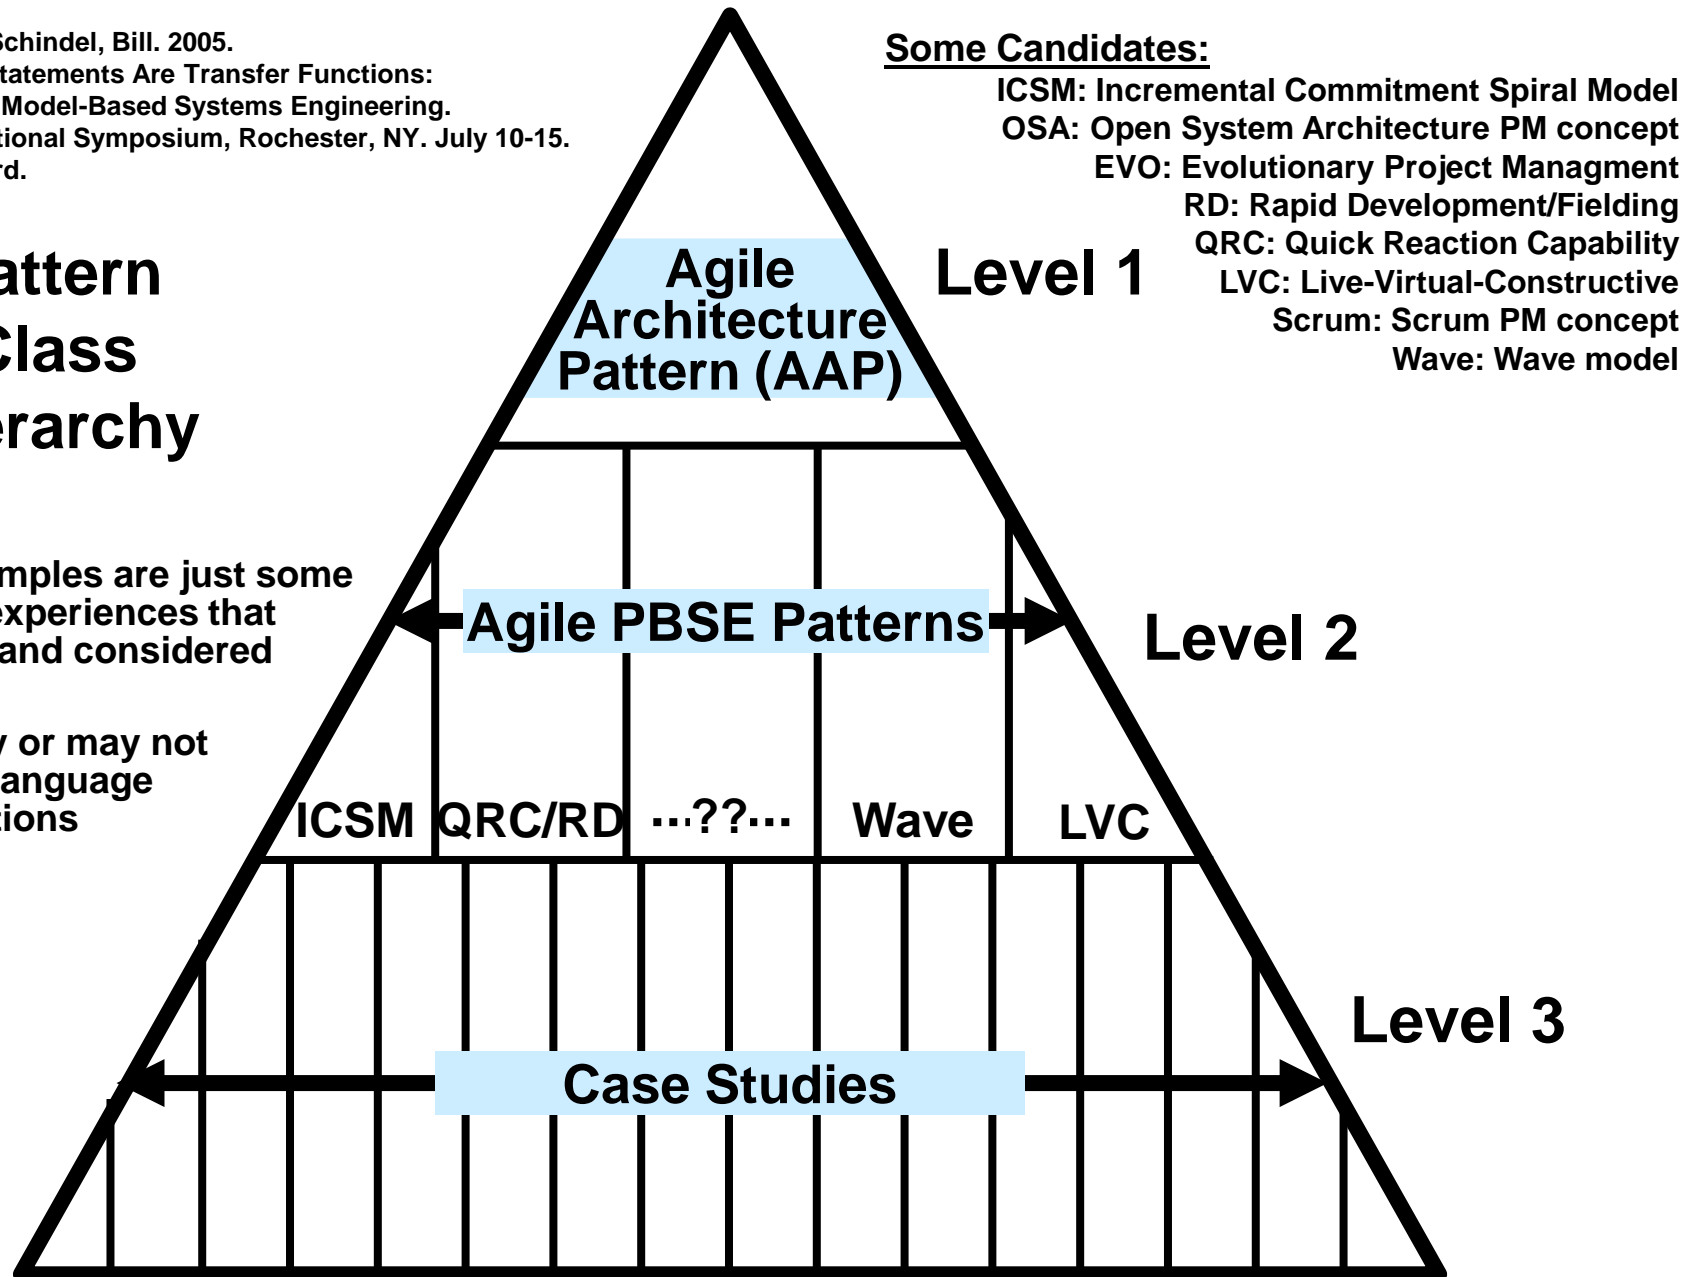 Schindel, Bill. 2005.
tatements Are Transfer Functions:
Model-Based Systems Engineering.
tional Symposium, Rochester, NY. July 10-15.
rd.
Some Candidates:
ICSM: Incremental Commitment Spiral Model
OSA: Open System Architecture PM concept
EVO: Evolutionary Project Managment
RD: Rapid Development/Fielding
QRC: Quick Reaction Capability
LVC: Live-Virtual-Constructive
Scrum: Scrum PM concept
Wave: Wave model
attern
Class
erarchy
Agile
Architecture
Pattern (AAP)
Level 1
mples are just some
experiences that
and considered
y or may not
anguage
tions
Agile PBSE Patterns
Level 2
ICSM QRC/RD ...??... Wave LVC
Level 3
Case Studies